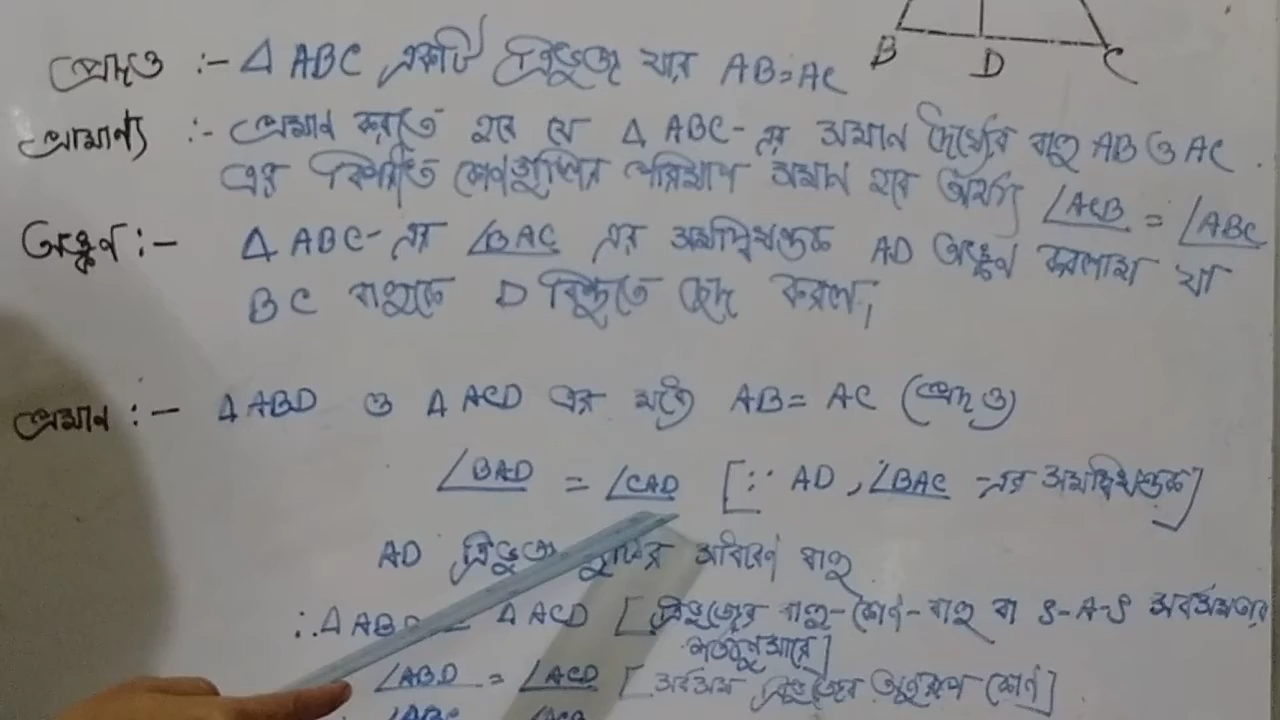 B D C
প্রদত্ত :- Δ ABC একটি ত্রিভুজ যার AB = AC
প্রামাণ্য :- প্রমান করতে হবে যে Δ ABC-এর সমান দৈর্ঘ্যের বাহু AB ও AC
এর বিপরীত কোণগুলির পরিমাপ সমান হবে অর্থাৎ ∠ACB = ∠ABC
অঙ্কন :- Δ ABC-এর ∠BAC এর সমদ্বিখণ্ডক AD অঙ্কন করলাম যা
BC বাহুকে D বিন্দুতে ছেদ করল।
প্রমান :- Δ ABD ও Δ ACD এর মধ্যে AB = AC (প্রদত্ত)
∠BAD = ∠CAD [∵ AD, ∠BAC -এর সমদ্বিখণ্ডক]
AD ত্রিভুজ সাধারণ বাহু
∴ Δ ABD Δ ACD [ত্রিভুজের বাহু-কোণ-বাহু বা S-A-S সর্বসমতার
শর্তানুসারে]
∠ABD = ∠ACD [সর্বসম ত্রিভুজের অনুরূপ কোণ]
∠ABC ∠ACB